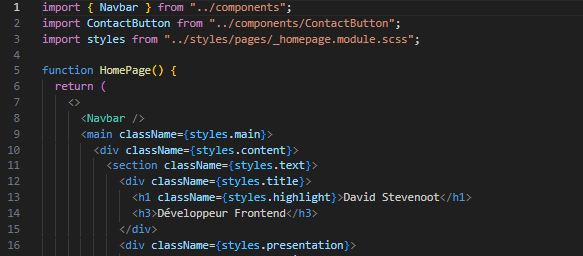 1 import { Navbar } from "../components";
2 import ContactButton from "../components/ContactButton";
3 import styles from "../styles/pages/_homepage.module.scss";
4
5 function HomePage() {
6 return (
7 <>
8 <Navbar />
9 <main className={styles.main}>
10 <div className={styles.content}>
11 <section className={styles.text}>
12 <div className={styles.title}>
13 <h1 className={styles.highlight}>David Stevenoot</h1>
14 <h3>Développeur Frontend</h3>
15 </div>
16 <div className={styles.presentation}>